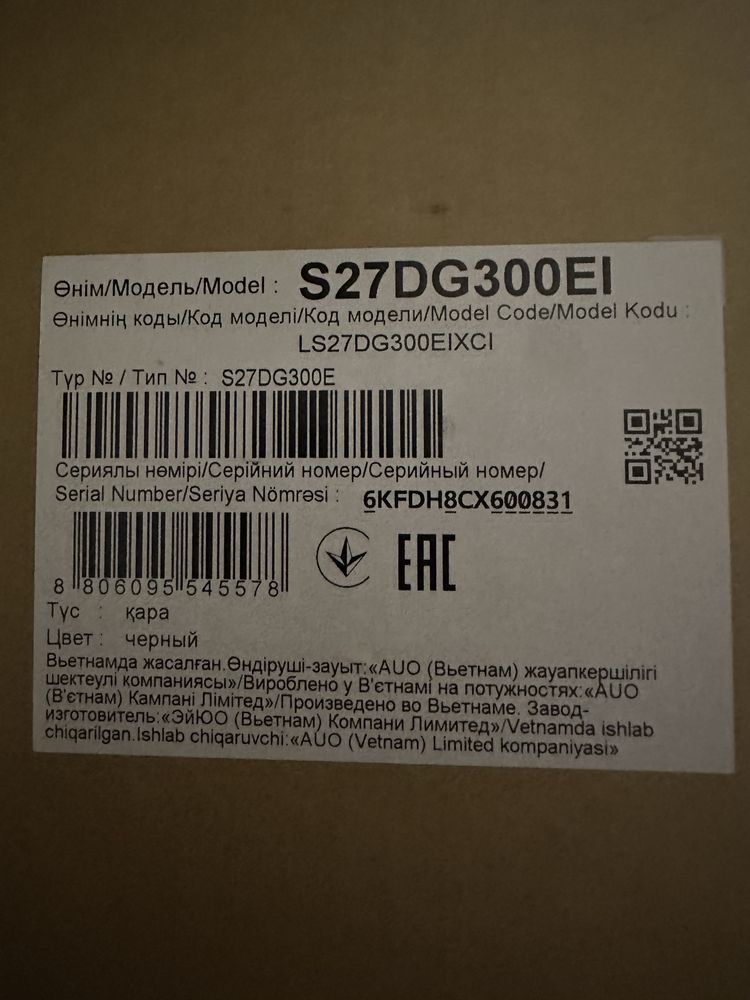 Өнім/Модель/Model : S27DG300EI
Өнімнің коды/Код моделі/Код модели/Model Code/Model Kodu :
LS27DG300EIXCI
Түр № / Тип № : S27DG300E
Сериялы нөмірі/Серійний номер/Серийный номер/
Serial Number/Seriya Nömrəsi : 6KFDH8CX600831
8 806095 545578
EAC
Түс : қара
Цвет : черный
Вьетнамда жасалған.Өндіруші-зауыт:«AUO (Вьетнам) жауапкершілігі
шектеулі компаниясы»/Вироблено у В'єтнамі на потужностях:«AUO
(В'єтнам) Кампані Лімітед»/Произведено во Вьетнаме. Завод-
изготовитель:«ЭйЮО (Вьетнам) Компани Лимитед»/Vetnamda ishlab
chiqarilgan.Ishlab chiqaruvchi:«AUO (Vetnam) Limited kompaniyasi»